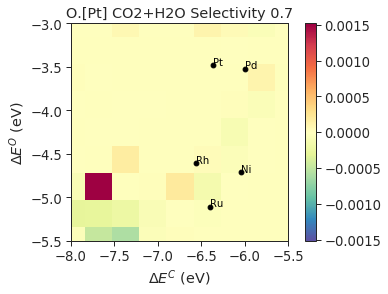 O.[Pt] CO2+H2O Selectivity 0.7
−3.0
−3.5
−4.0
−4.5
−5.0
−5.5
ΔE^O (eV)
Pt
Pd
Rh
Ni
Ru
−8.0 −7.5 −7.0 −6.5 −6.0 −5.5
ΔE^C (eV)
0.0015
0.0010
0.0005
0.0000
−0.0005
−0.0010
−0.0015